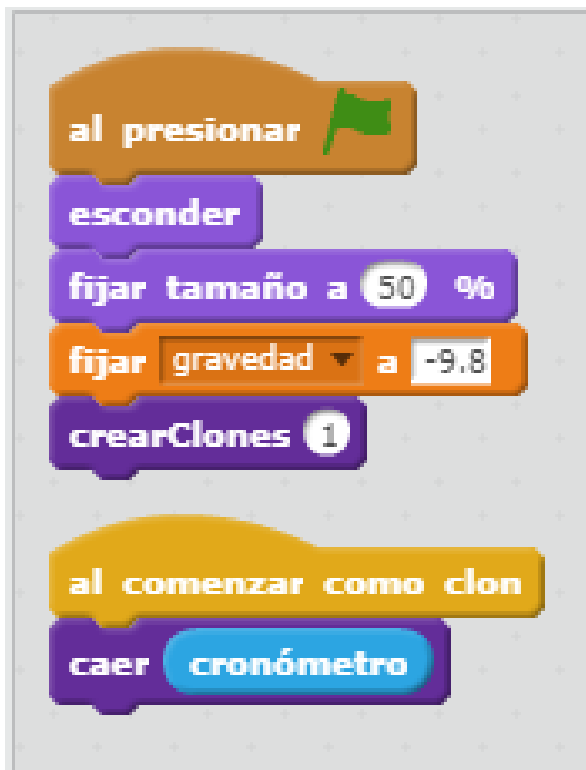 al presionar
esconder
fijar tamaño a 50 %
fijar gravedad a -9.8
crearClones 1
al comenzar como clon
caer cronómetro